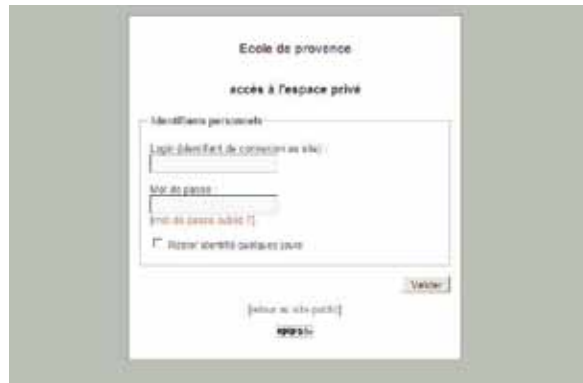 Ecole de provence
accès à l'espace privé
Identifiants personnels
Login (identifiant de connexion au site) :
Mot de passe :
[mot de passe oublié ?]
Rester identifié quelques jours
Valider
[retour au site public]